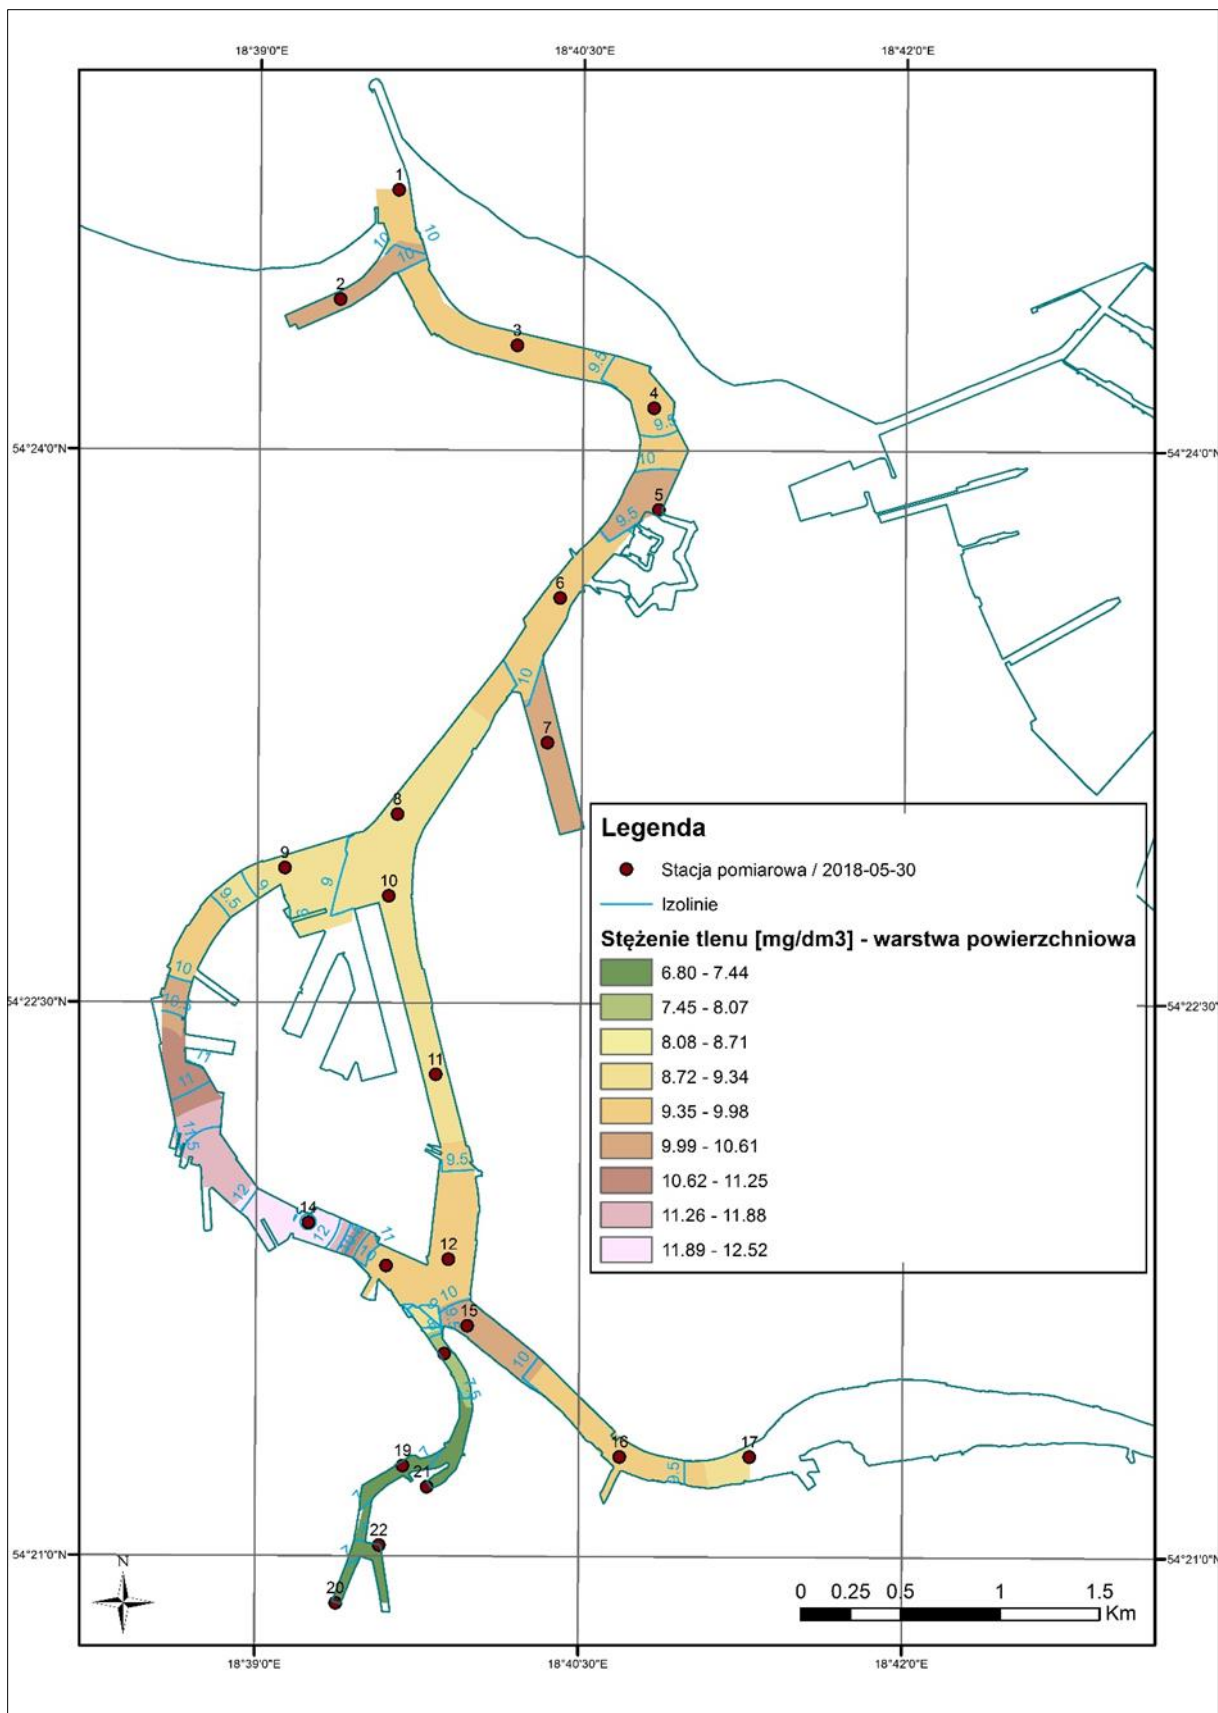 18°39'0"E 18°40'30"E 18°42'0"E
1
10
10
10
2
3
9.5
4
9.5
54°24'0"N 54°24'0"N
10
5
9.5
6
10
7
8
9
10
9
9
9.5
10
54°22'30"N 54°22'30"N
11
11
11
11.5
9.5
12
14
12
11
10
12
10
15
10
7.5
16
17
9.5
19
7
21
7
22
7
54°21'0"N 54°21'0"N
20
N
Legenda
Stacja pomiarowa / 2018-05-30
Izolinie
Stężenie tlenu [mg/dm3] - warstwa powierzchniowa
6.80 - 7.44
7.45 - 8.07
8.08 - 8.71
8.72 - 9.34
9.35 - 9.98
9.99 - 10.61
10.62 - 11.25
11.26 - 11.88
11.89 - 12.52
0 0.25 0.5 1 1.5
Km
18°39'0"E 18°40'30"E 18°42'0"E